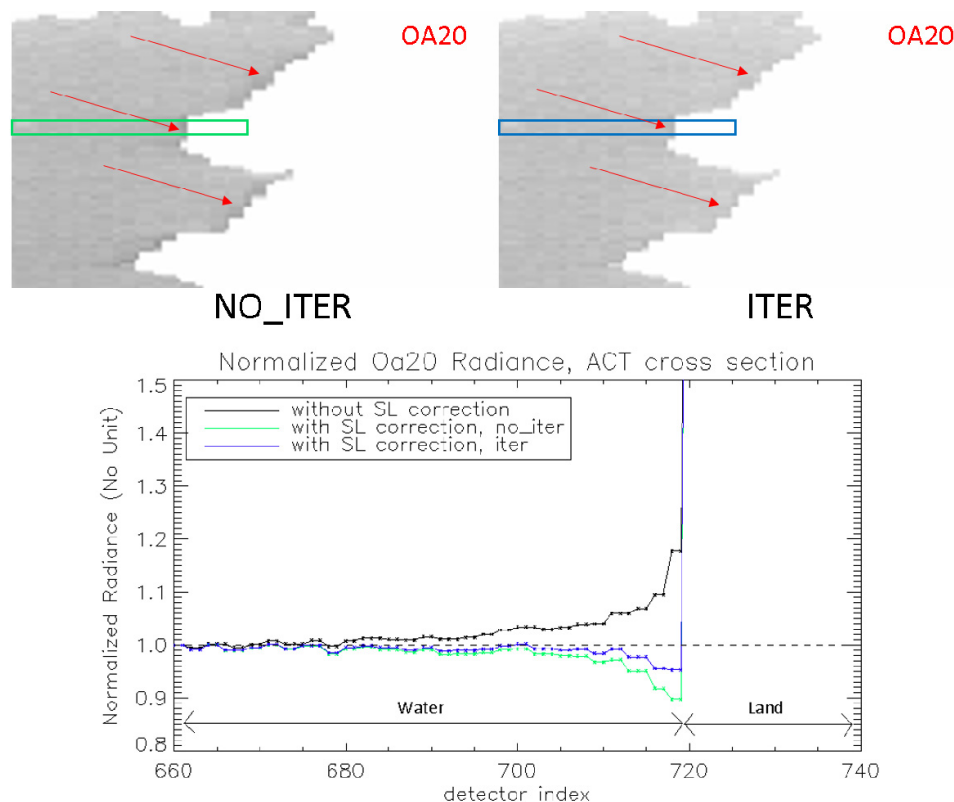 OA20
OA20
NO_ITER
ITER
Normalized Oa20 Radiance, ACT cross section
1.5
1.4
1.3
1.2
1.1
1.0
0.9
0.8
Normalized Radiance (No Unit)
without SL correction
with SL correction, no_iter
with SL correction, iter
Water
Land
660
680
700
720
740
detector index